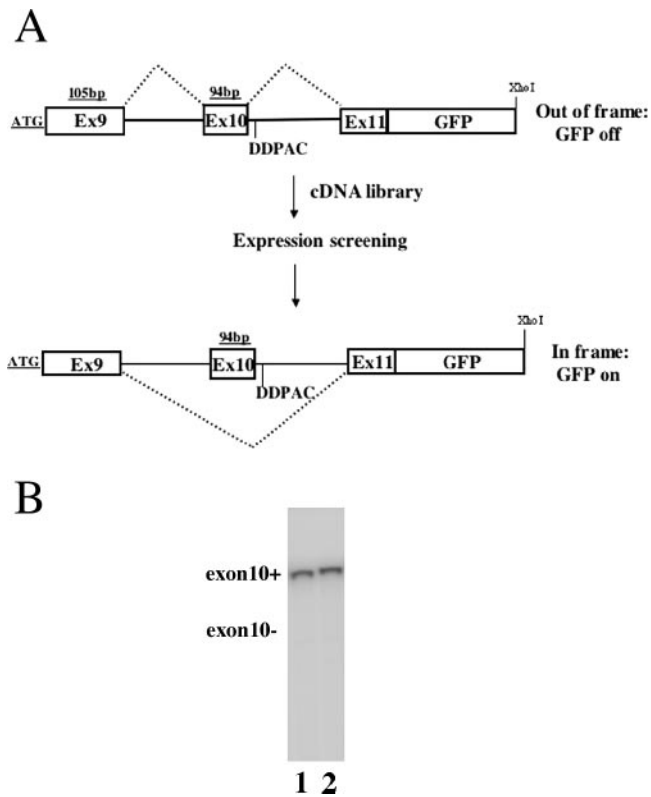 A
XhoI
105bp
94bp
ATG
Ex9
Ex10
Ex11
GFP
Out of frame:
GFP off
DDPAC
cDNA library
Expression screening
XhoI
94bp
ATG
Ex9
Ex10
Ex11
GFP
In frame:
GFP on
DDPAC
B
exon10+
exon10-
1 2